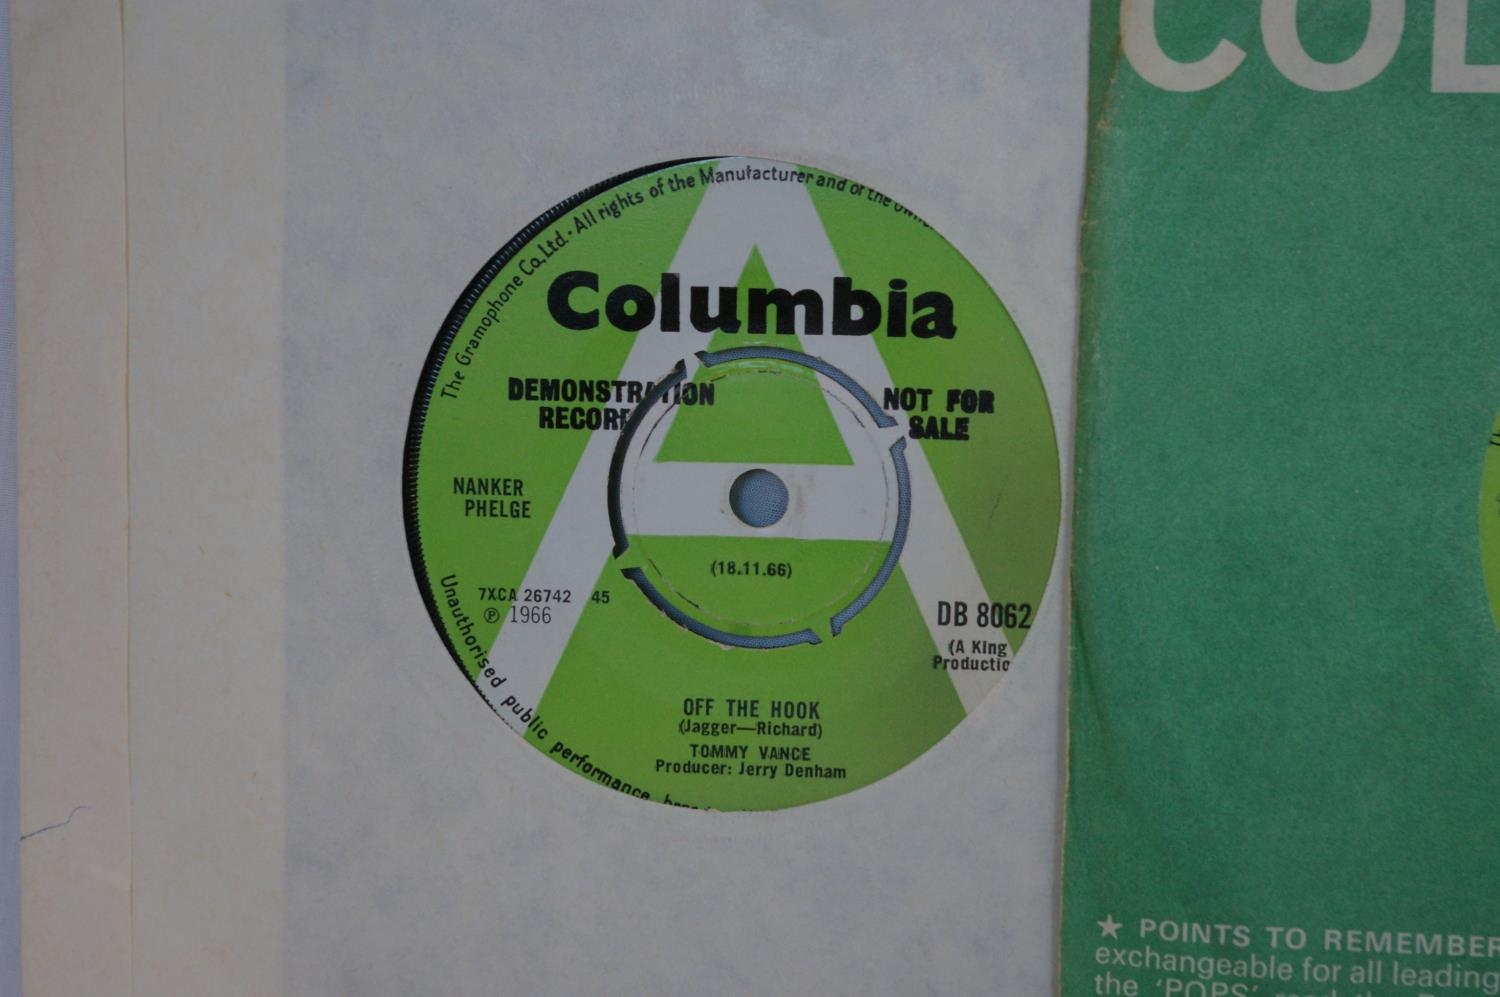 The Gramophone Co. Ltd. · All rights of the Manufacturer and of the
Columbia
DEMONSTRATION
RECORD
NOT FOR
SALE
NANKER
PHELGE
(18.11.66)
7XCA 26742 45
℗ 1966
DB 8062
(A King
Productio
OFF THE HOOK
(Jagger—Richard)
TOMMY VANCE
Producer: Jerry Denham
Unauthorised public performance
COL
★ POINTS TO REMEMBER
exchangeable for all leading
the 'POPS'